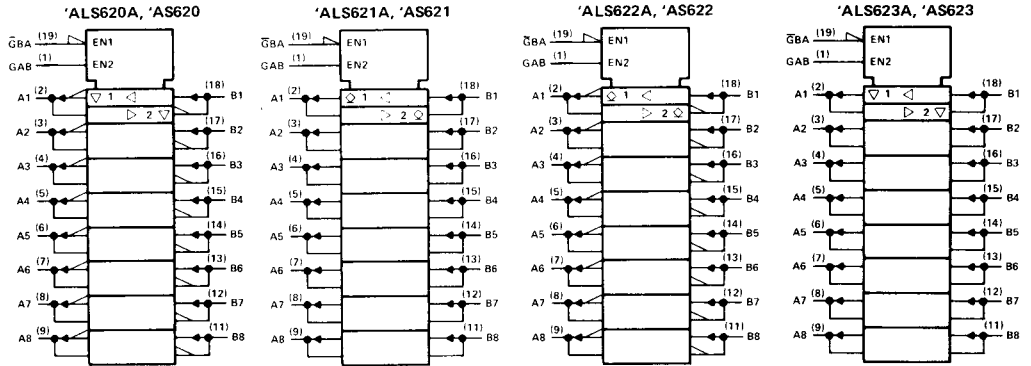 'ALS620A, 'AS620
G̅BA (19) EN1
GAB (1) EN2
A1 (2) ▽ 1 ◁ (18) B1
▷ 2 ▽
A2 (3) (17) B2
A3 (4) (16) B3
A4 (5) (15) B4
A5 (6) (14) B5
A6 (7) (13) B6
A7 (8) (12) B7
A8 (9) (11) B8
'ALS621A, 'AS621
G̅BA (19) EN1
GAB (1) EN2
A1 (2) ◇ 1 ◁ (18) B1
▷ 2 ◇
A2 (3) (17) B2
A3 (4) (16) B3
A4 (5) (15) B4
A5 (6) (14) B5
A6 (7) (13) B6
A7 (8) (12) B7
A8 (9) (11) B8
'ALS622A, 'AS622
G̅BA (19) EN1
GAB (1) EN2
A1 (2) ◇ 1 ◁ (18) B1
▷ 2 ◇
A2 (3) (17) B2
A3 (4) (16) B3
A4 (5) (15) B4
A5 (6) (14) B5
A6 (7) (13) B6
A7 (8) (12) B7
A8 (9) (11) B8
'ALS623A, 'AS623
G̅BA (19) EN1
GAB (1) EN2
A1 (2) ▽ 1 ◁ (18) B1
▷ 2 ▽
A2 (3) (17) B2
A3 (4) (16) B3
A4 (5) (15) B4
A5 (6) (14) B5
A6 (7) (13) B6
A7 (8) (12) B7
A8 (9) (11) B8